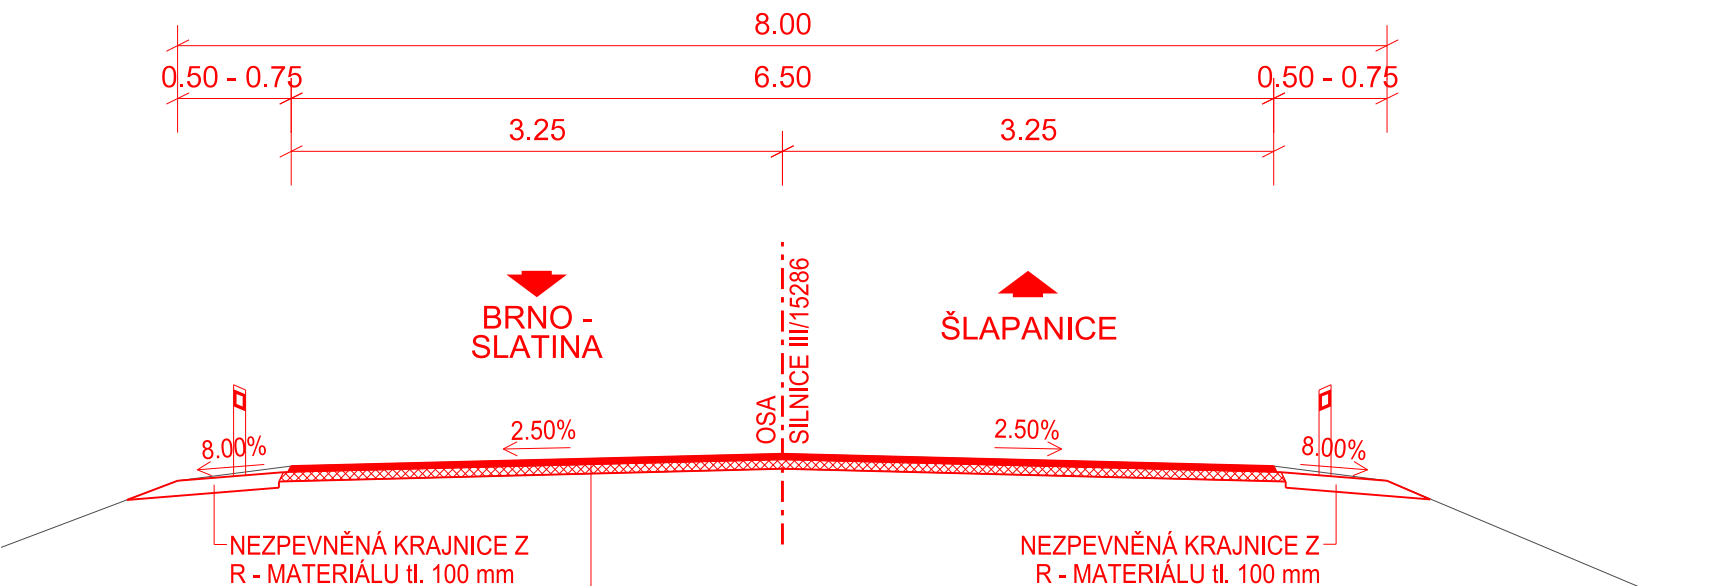 8.00
0.50 - 0.75
6.50
0.50 - 0.75
3.25
3.25
BRNO -
SLATINA
OSA
SILNICE III/15286
ŠLAPANICE
8.00%
2.50%
2.50%
8.00%
NEZPEVNĚNÁ KRAJNICE Z
R - MATERIÁLU tl. 100 mm
NEZPEVNĚNÁ KRAJNICE Z
R - MATERIÁLU tl. 100 mm